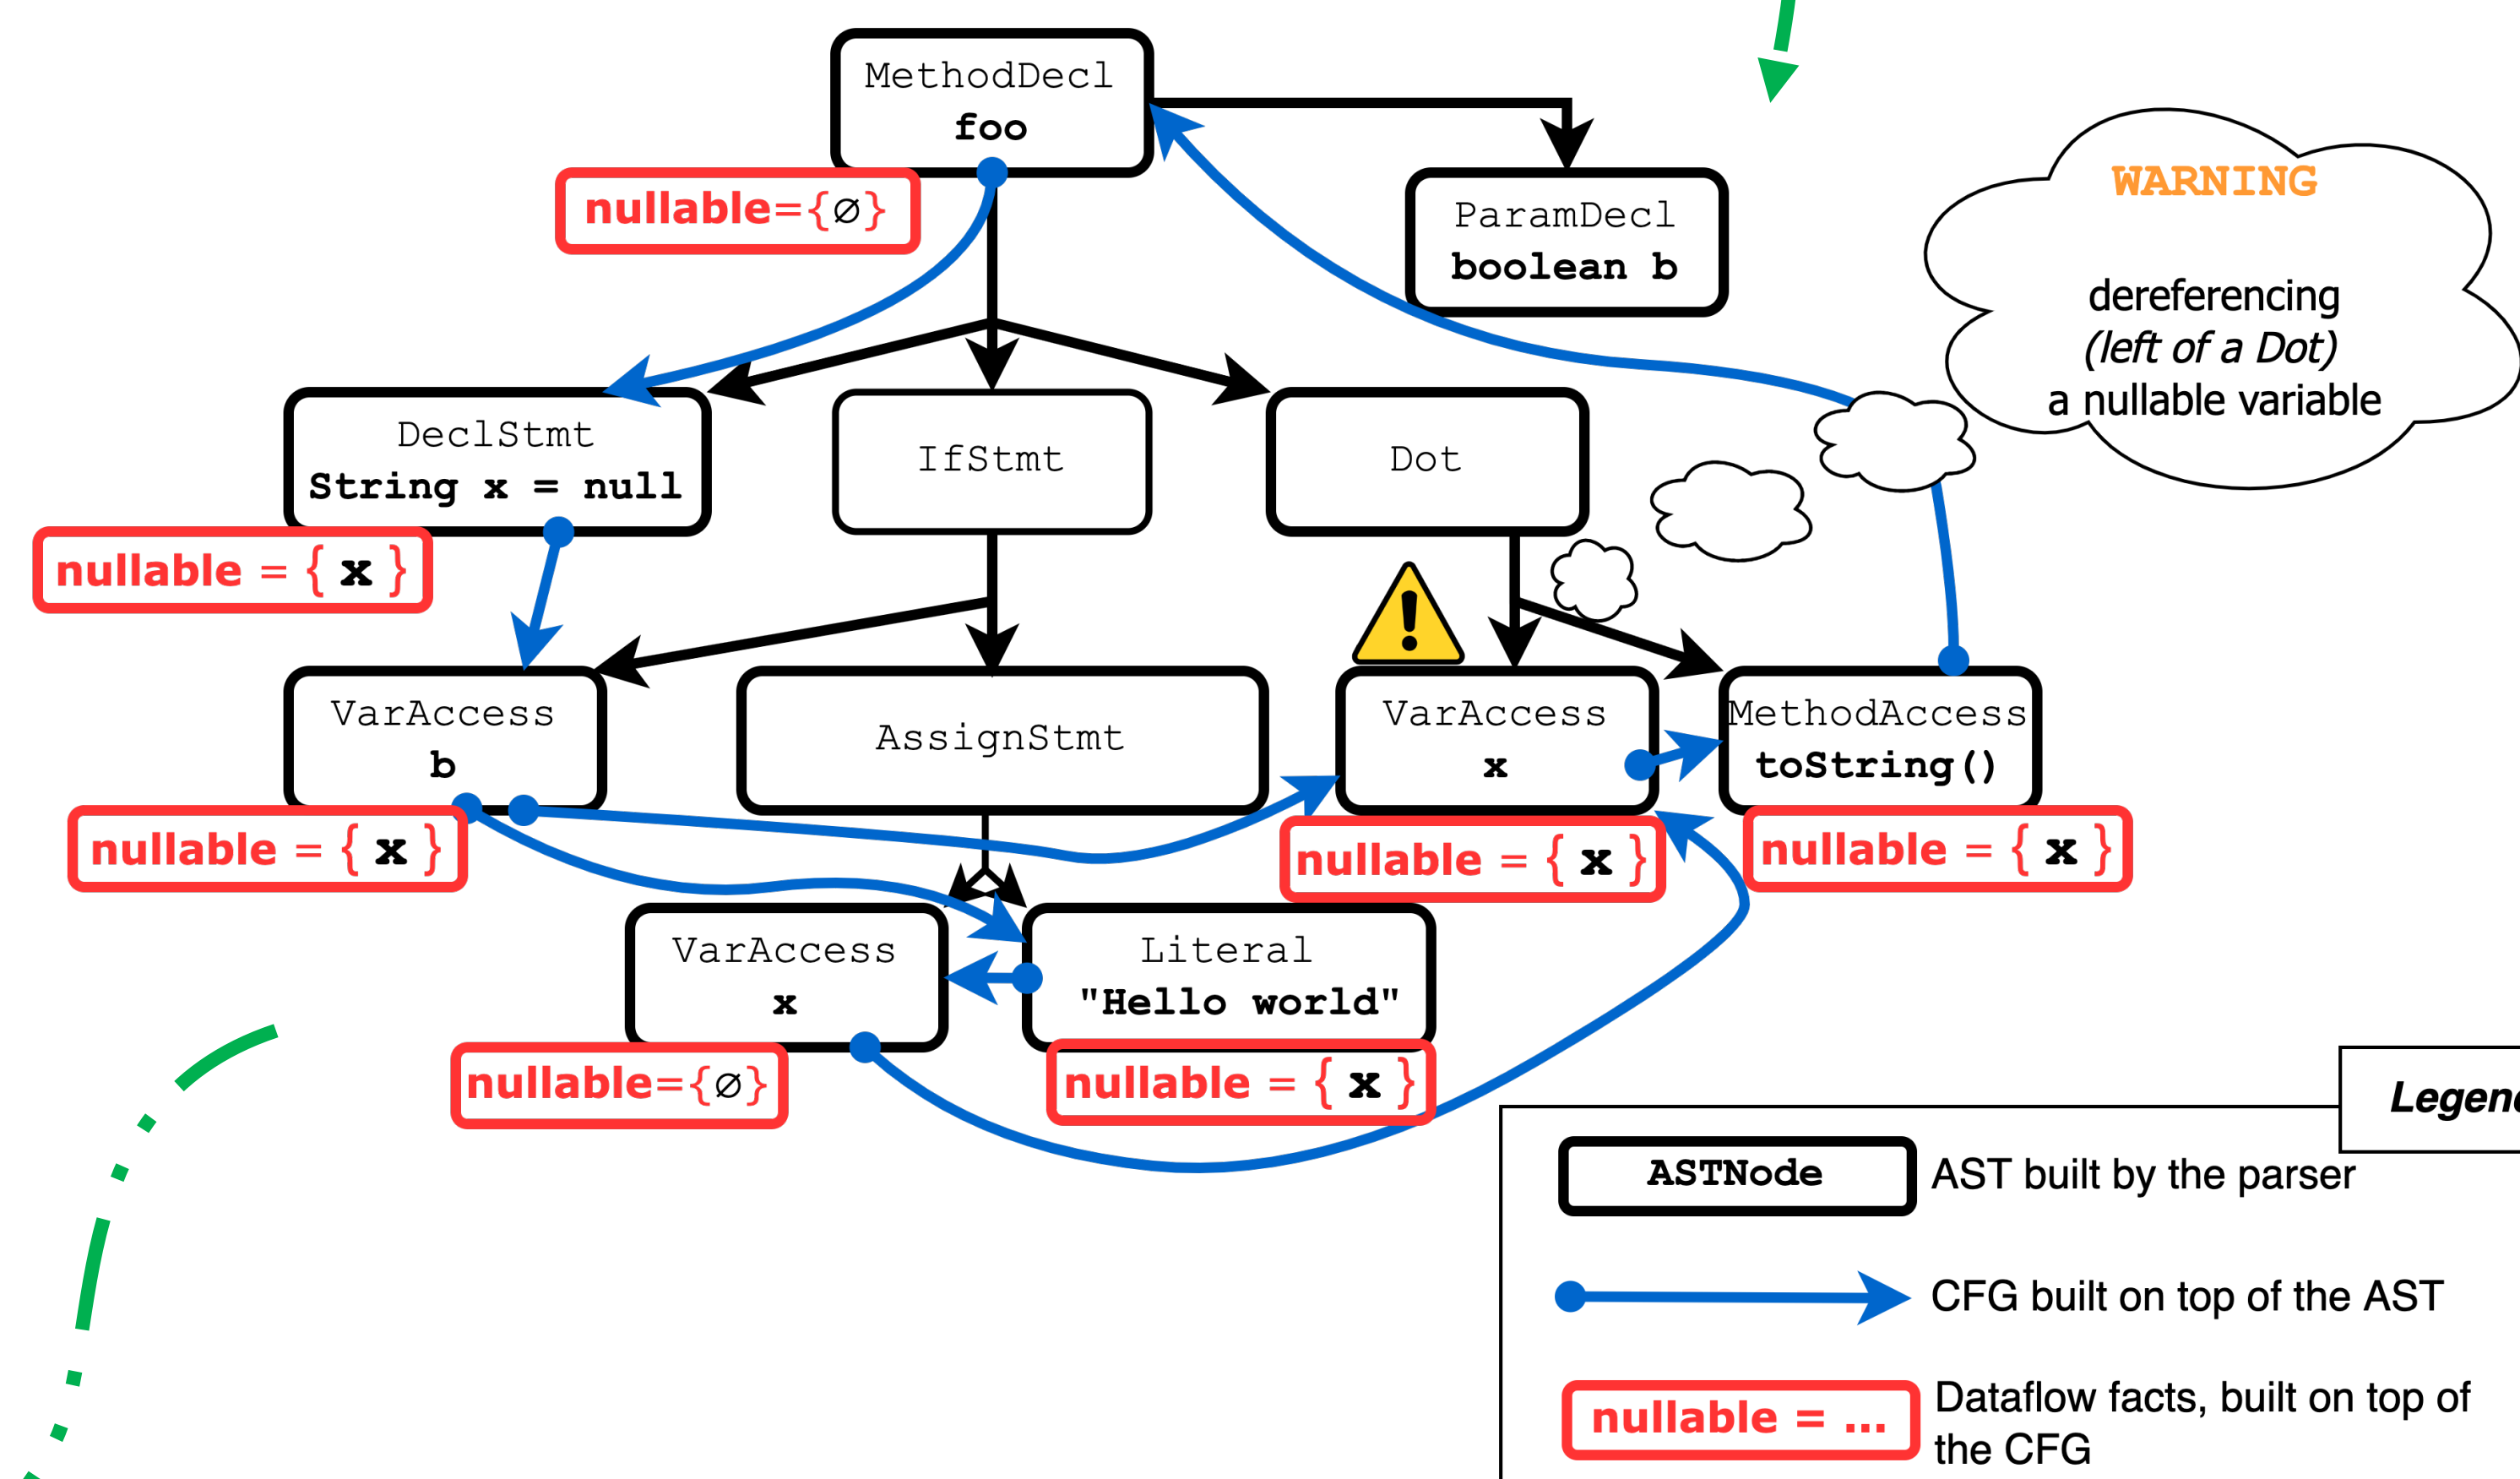 MethodDecl
foo
nullable={∅}
ParamDecl
boolean b
WARNING
dereferencing
(left of a Dot)
a nullable variable
DeclStmt
String x = null
nullable = { x }
IfStmt
Dot
VarAccess
b
nullable = { x }
AssignStmt
VarAccess
x
nullable = { x }
MethodAccess
toString()
nullable = { x }
VarAccess
x
nullable={∅}
Literal
"Hello world"
nullable = { x }
ASTNode
AST built by the parser
CFG built on top of the AST
nullable = ...
Dataflow facts, built on top of
the CFG